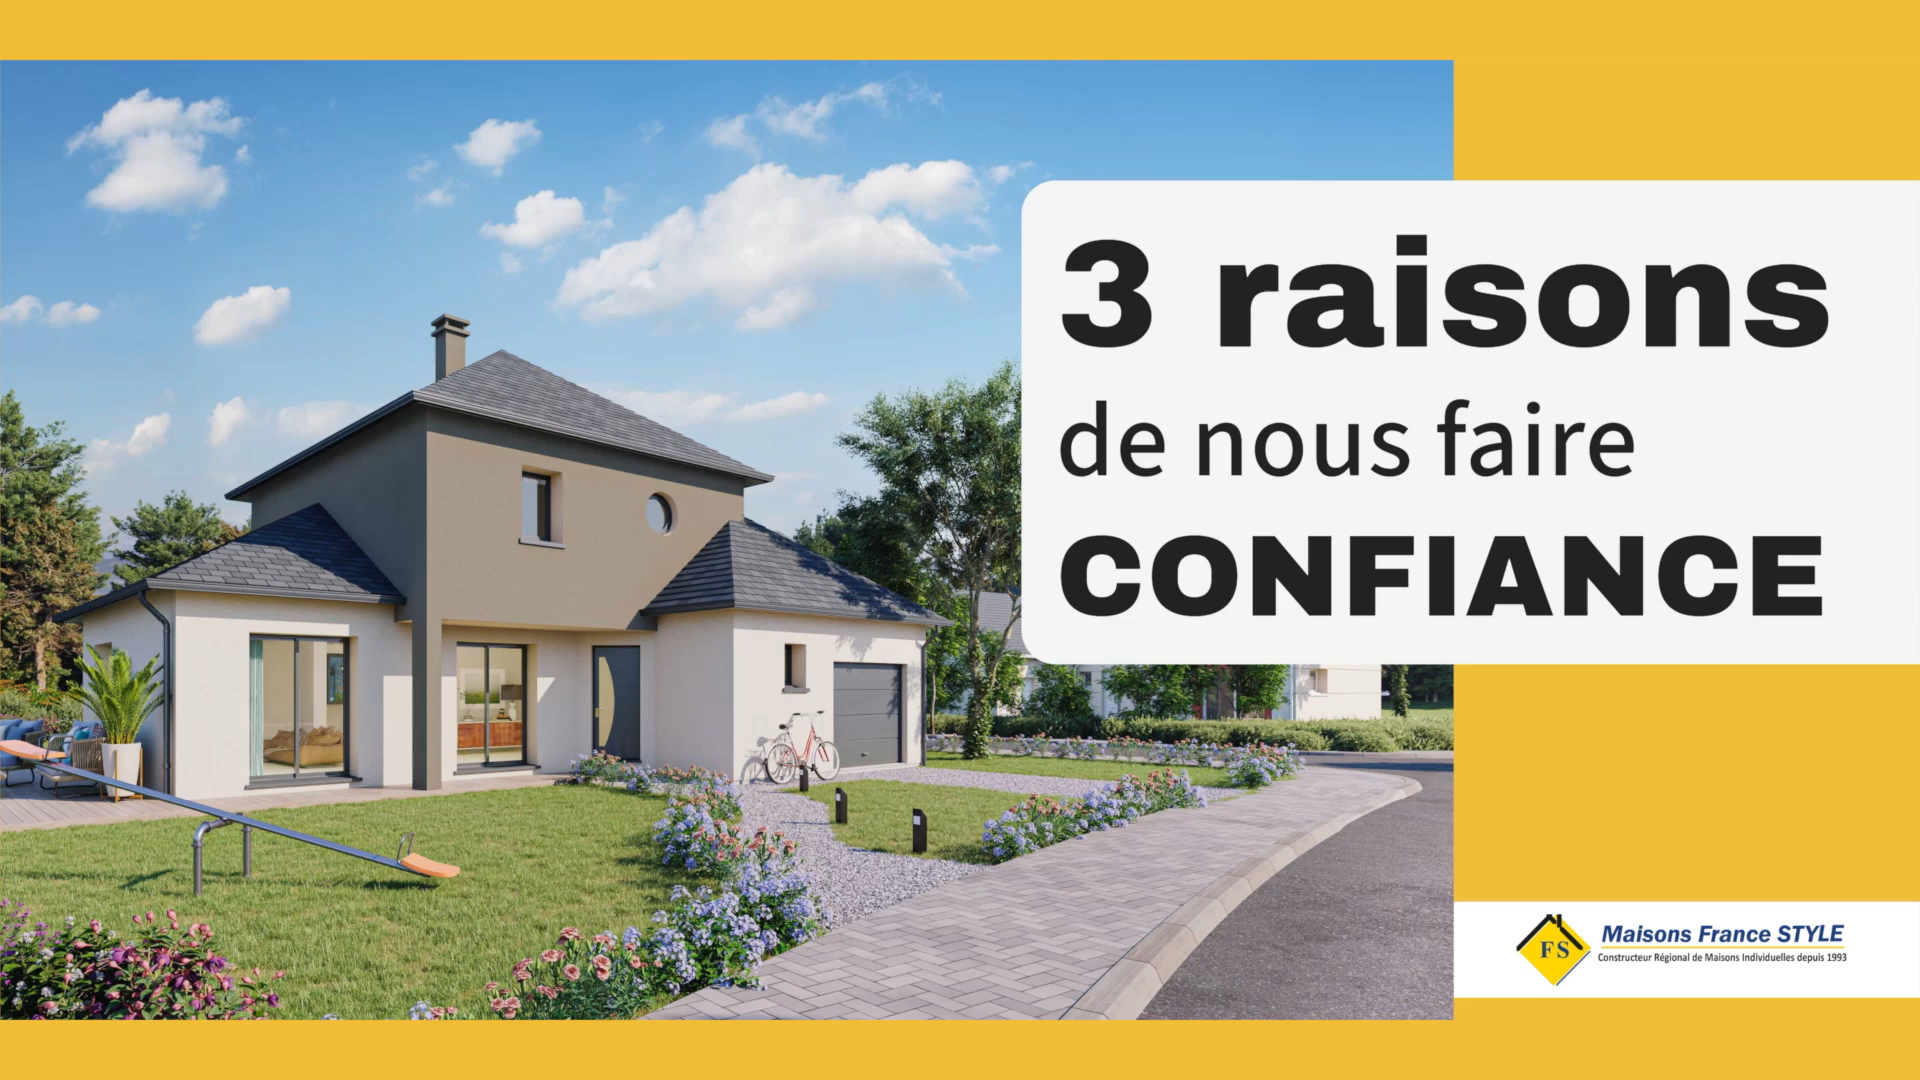 3 raisons
de nous faire
CONFIANCE
FS
Maisons France STYLE
Constructeur Régional de Maisons Individuelles depuis 1993